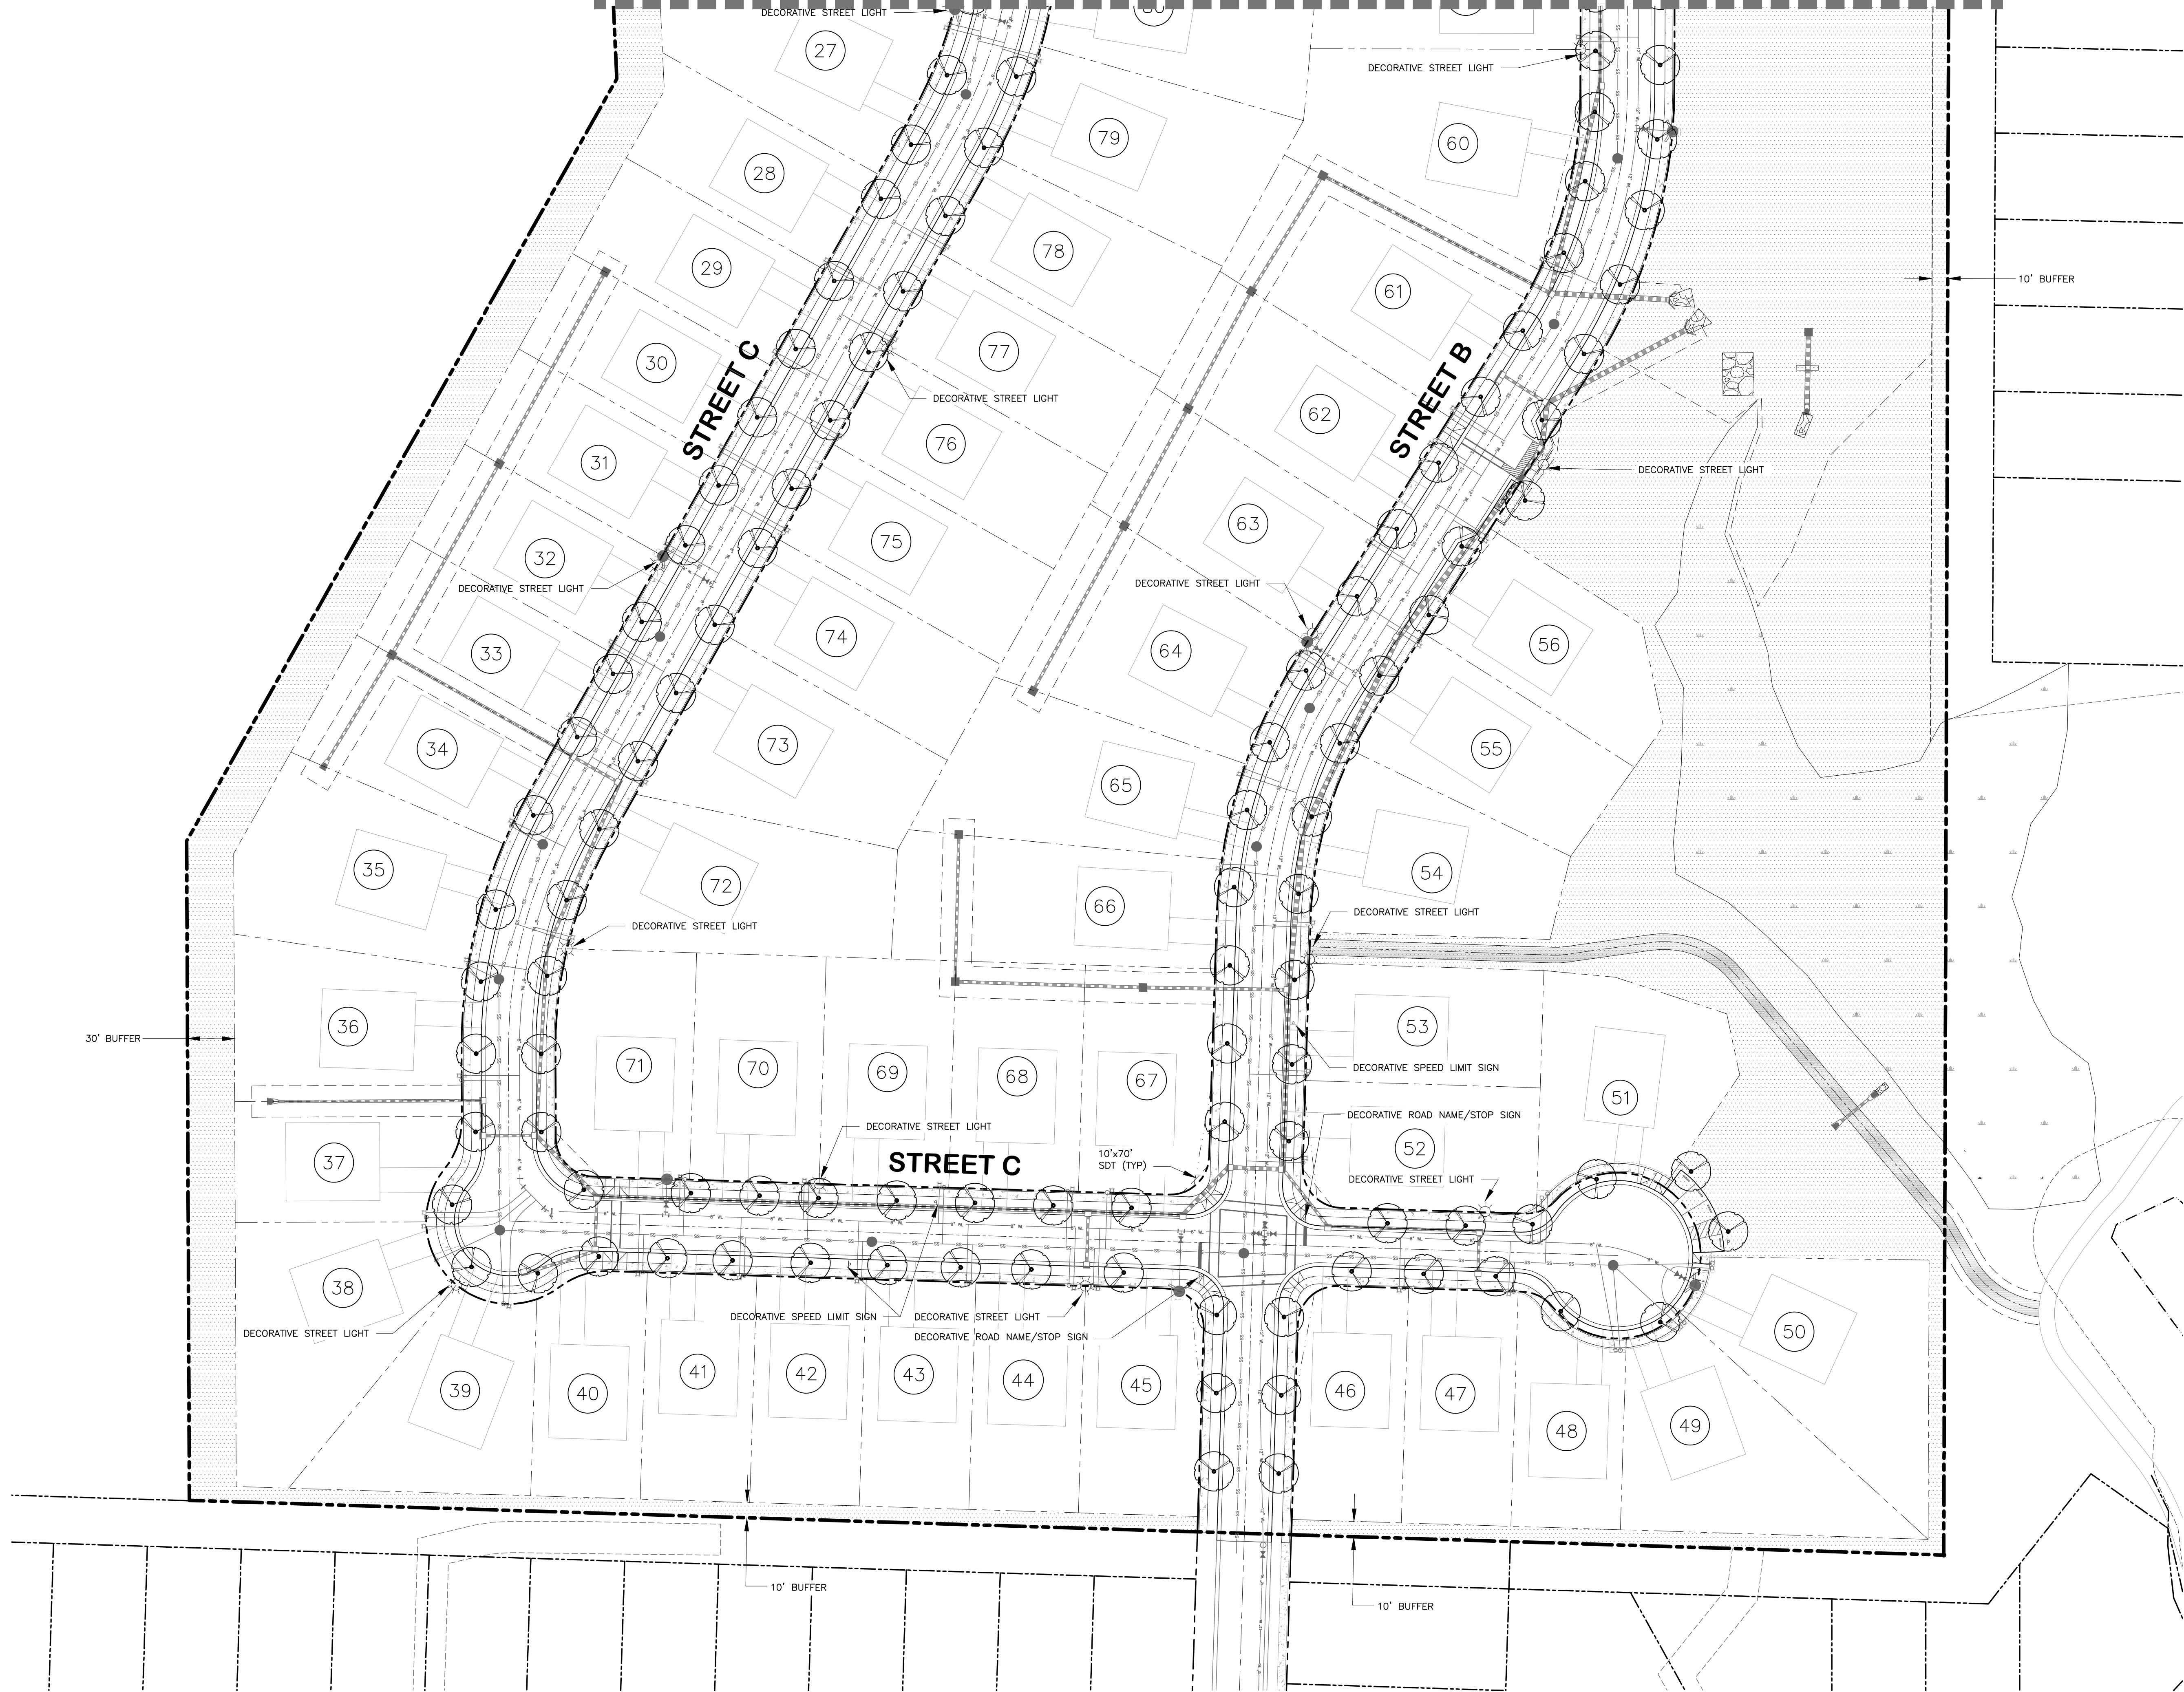 DECORATIVE STREET LIGHT
80
27
DECORATIVE STREET LIGHT
79
60
28
78
29
61
10' BUFFER
77
30
STREET C
STREET B
DECORATIVE STREET LIGHT
62
76
31
DECORATIVE STREET LIGHT
63
75
32
DECORATIVE STREET LIGHT
DECORATIVE STREET LIGHT
74
56
64
33
73
55
34
65
35
54
72
66
DECORATIVE STREET LIGHT
DECORATIVE STREET LIGHT
36
53
30' BUFFER
71
70
69
68
67
DECORATIVE SPEED LIMIT SIGN
51
DECORATIVE ROAD NAME/STOP SIGN
DECORATIVE STREET LIGHT
52
10'x70'
SDT (TYP)
37
STREET C
DECORATIVE STREET LIGHT
38
DECORATIVE SPEED LIMIT SIGN
DECORATIVE STREET LIGHT
DECORATIVE STREET LIGHT
DECORATIVE ROAD NAME/STOP SIGN
50
39
40
41
42
43
44
45
46
47
48
49
10' BUFFER
10' BUFFER